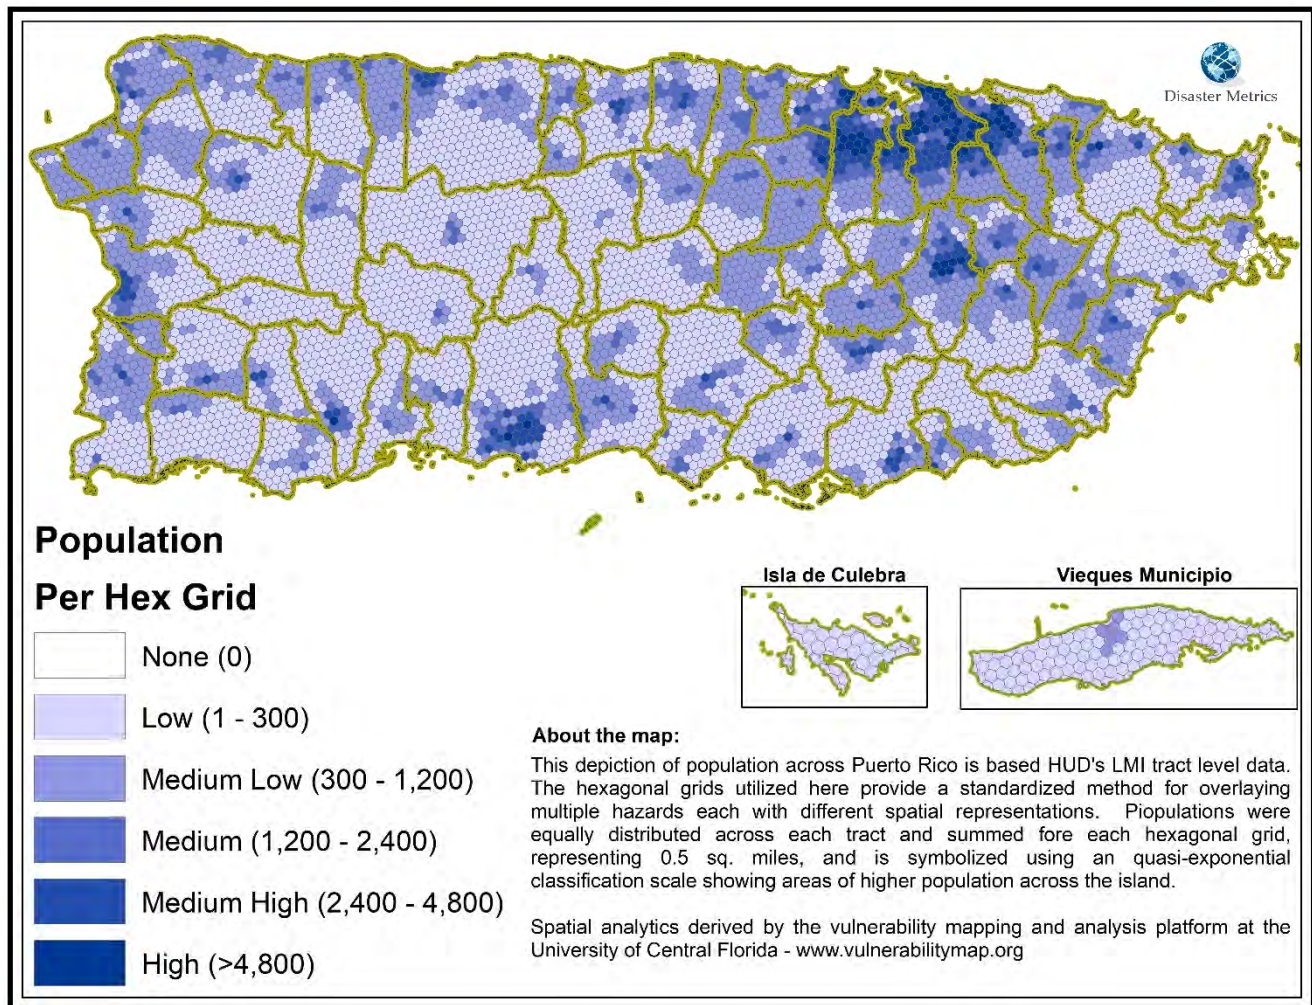 Disaster Metrics
Population
Per Hex Grid
None (0)
Low (1 - 300)
Medium Low (300 - 1,200)
Medium (1,200 - 2,400)
Medium High (2,400 - 4,800)
High (>4,800)
Isla de Culebra
Vieques Municipio
About the map:
This depiction of population across Puerto Rico is based HUD's LMI tract level data.
The hexagonal grids utilized here provide a standardized method for overlaying
multiple hazards each with different spatial representations. Piopulations were
equally distributed across each tract and summed fore each hexagonal grid,
representing 0.5 sq. miles, and is symbolized using an quasi-exponential
classification scale showing areas of higher population across the island.
Spatial analytics derived by the vulnerability mapping and analysis platform at the
University of Central Florida - www.vulnerabilitymap.org